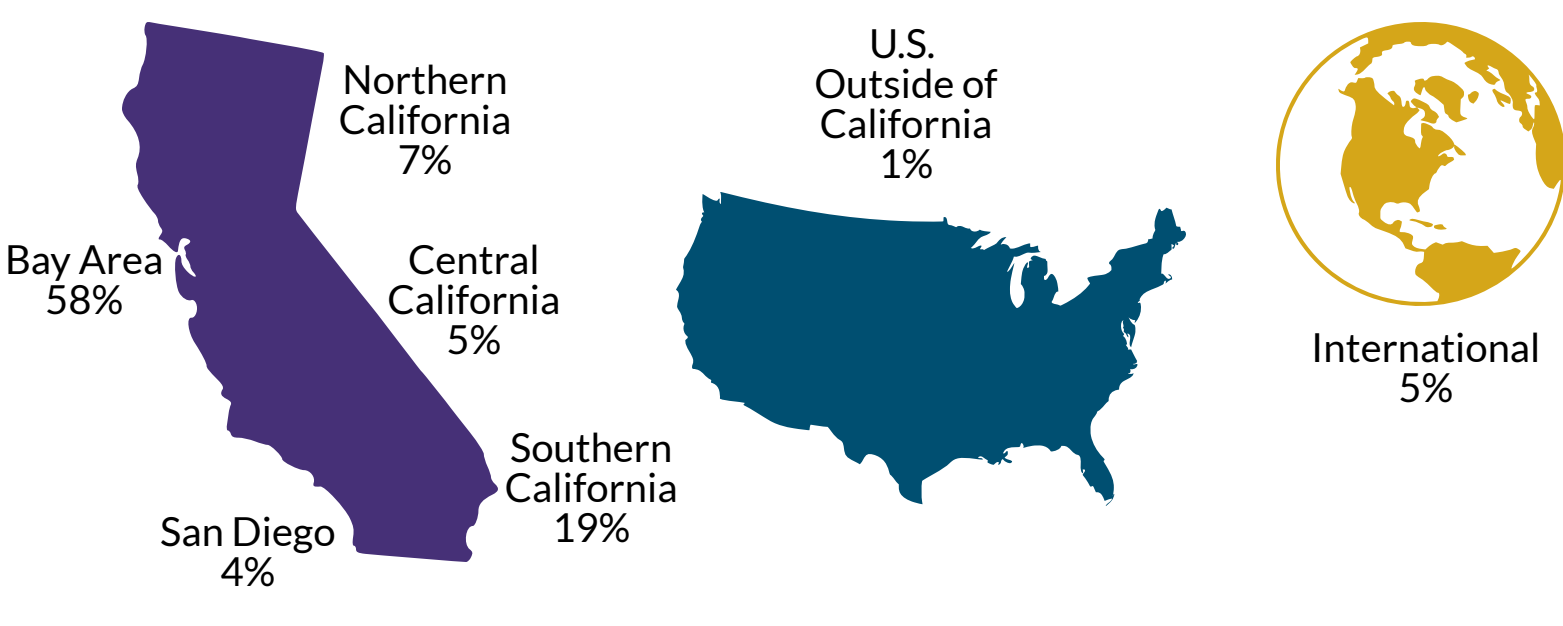 Northern
California
7%
Bay Area
58%
Central
California
5%
Southern
California
19%
San Diego
4%
U.S.
Outside of
California
1%
International
5%